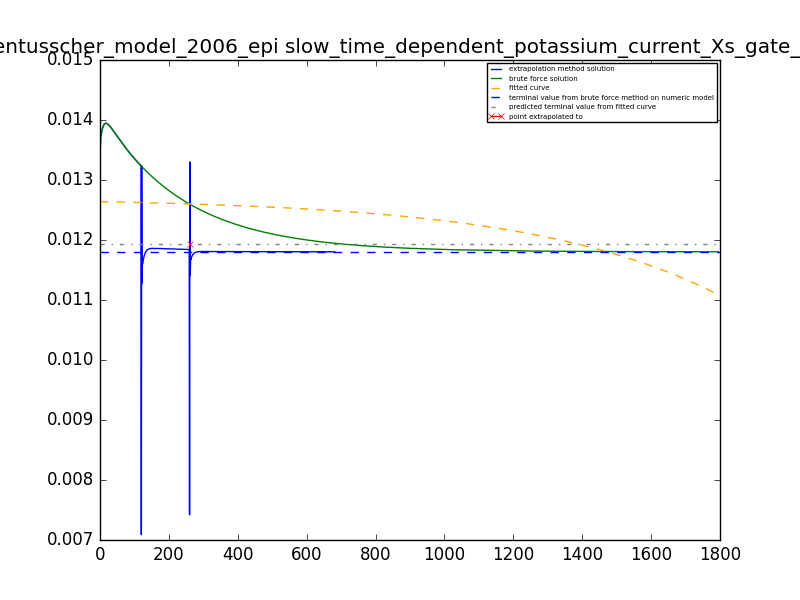 entusscher_model_2006_epi slow_time_dependent_potassium_current_Xs_gate_
0.015
0.014
0.013
0.012
0.011
0.010
0.009
0.008
0.007
0
200
400
600
800
1000
1200
1400
1600
1800
extrapolation method solution
brute force solution
fitted curve
terminal value from brute force method on numeric model
predicted terminal value from fitted curve
point extrapolated to